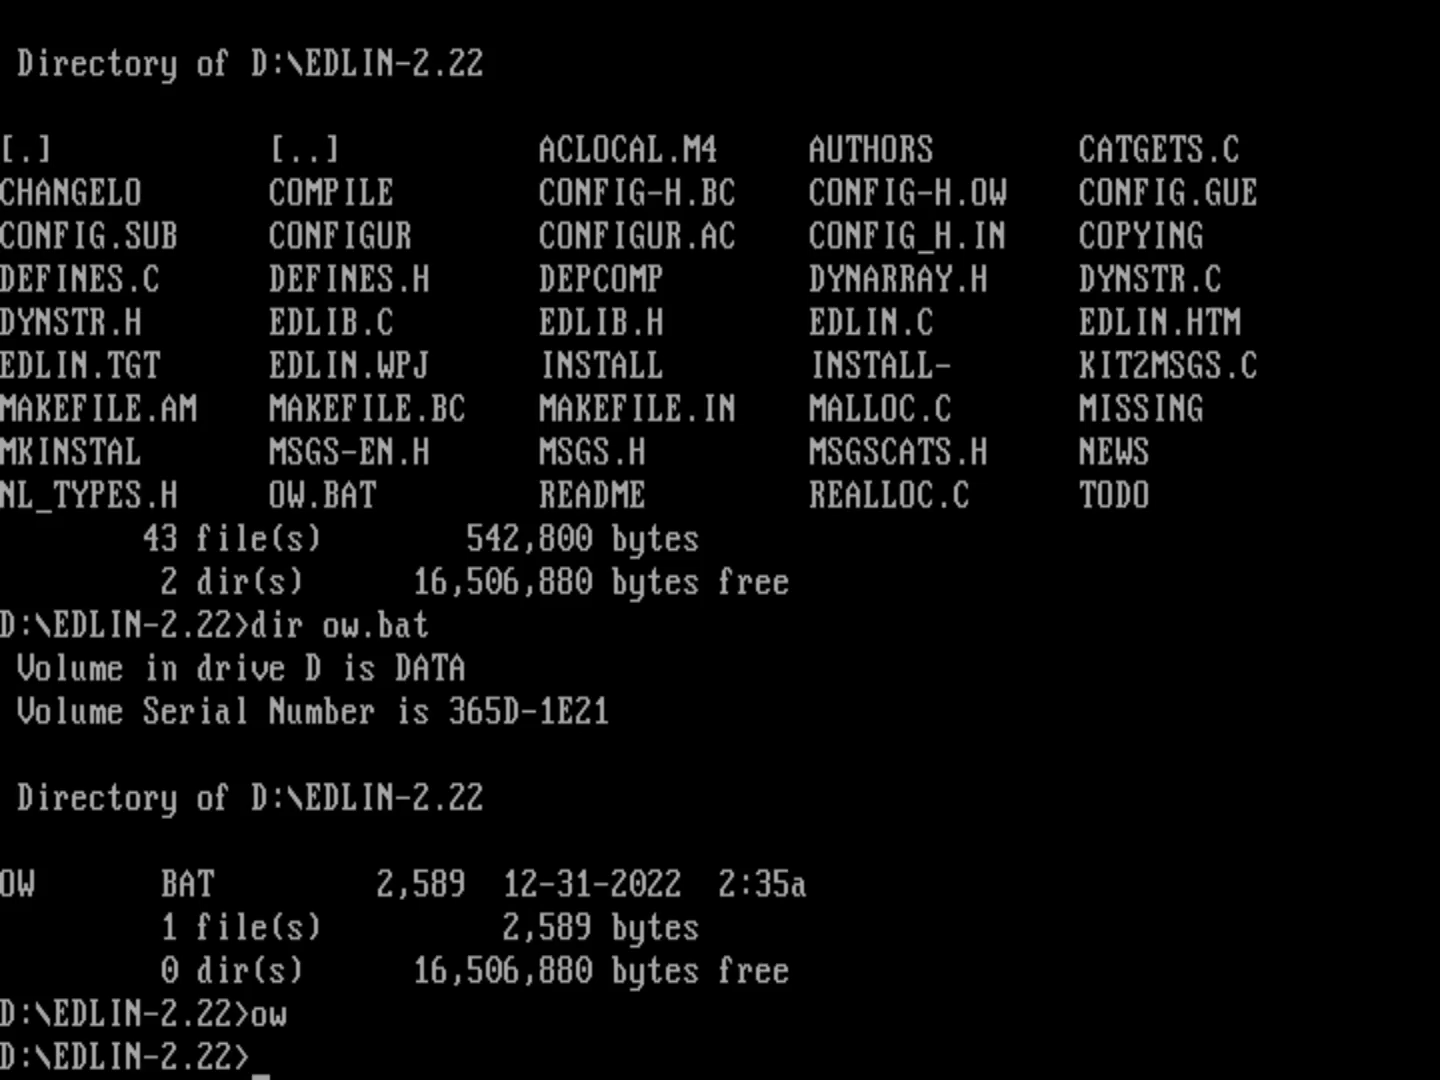 Directory of D:\EDLIN-2.22
[.] [..] ACLOCAL.M4 AUTHORS CATGETS.C
CHANGELO COMPILE CONFIG-H.BC CONFIG-H.OW CONFIG.GUE
CONFIG.SUB CONFIGUR CONFIGUR.AC CONFIG_H.IN COPYING
DEFINES.C DEFINES.H DEPCOMP DYNARRAY.H DYNSTR.C
DYNSTR.H EDLIB.C EDLIB.H EDLIN.C EDLIN.HTM
EDLIN.TGT EDLIN.WPJ INSTALL INSTALL- KIT2MSGS.C
MAKEFILE.AM MAKEFILE.BC MAKEFILE.IN MALLOC.C MISSING
MKINSTAL MSGS-EN.H MSGS.H MSGSCATS.H NEWS
NL_TYPES.H OW.BAT README REALLOC.C TODO
43 file(s) 542,800 bytes
2 dir(s) 16,506,880 bytes free
D:\EDLIN-2.22>dir ow.bat
Volume in drive D is DATA
Volume Serial Number is 365D-1E21
Directory of D:\EDLIN-2.22
OW BAT 2,589 12-31-2022 2:35a
1 file(s) 2,589 bytes
0 dir(s) 16,506,880 bytes free
D:\EDLIN-2.22>ow
D:\EDLIN-2.22>_